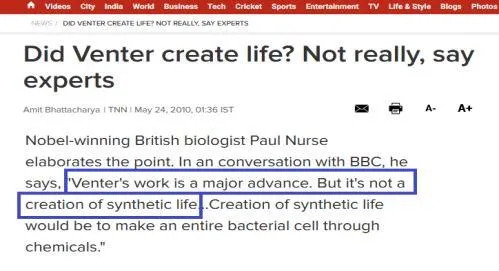 Videos City India World Business Tech Cricket Sports Entertainment TV Life & Style Blogs Photos
NEWS / DID VENTER CREATE LIFE? NOT REALLY, SAY EXPERTS
Did Venter create life? Not really, say
experts
Amit Bhattacharya | TNN | May 24, 2010, 01:36 IST
A- A+
Nobel-winning British biologist Paul Nurse
elaborates the point. In an conversation with BBC, he
says, "Venter's work is a major advance. But it's not a
creation of synthetic life...Creation of synthetic life
would be to make an entire bacterial cell through
chemicals."